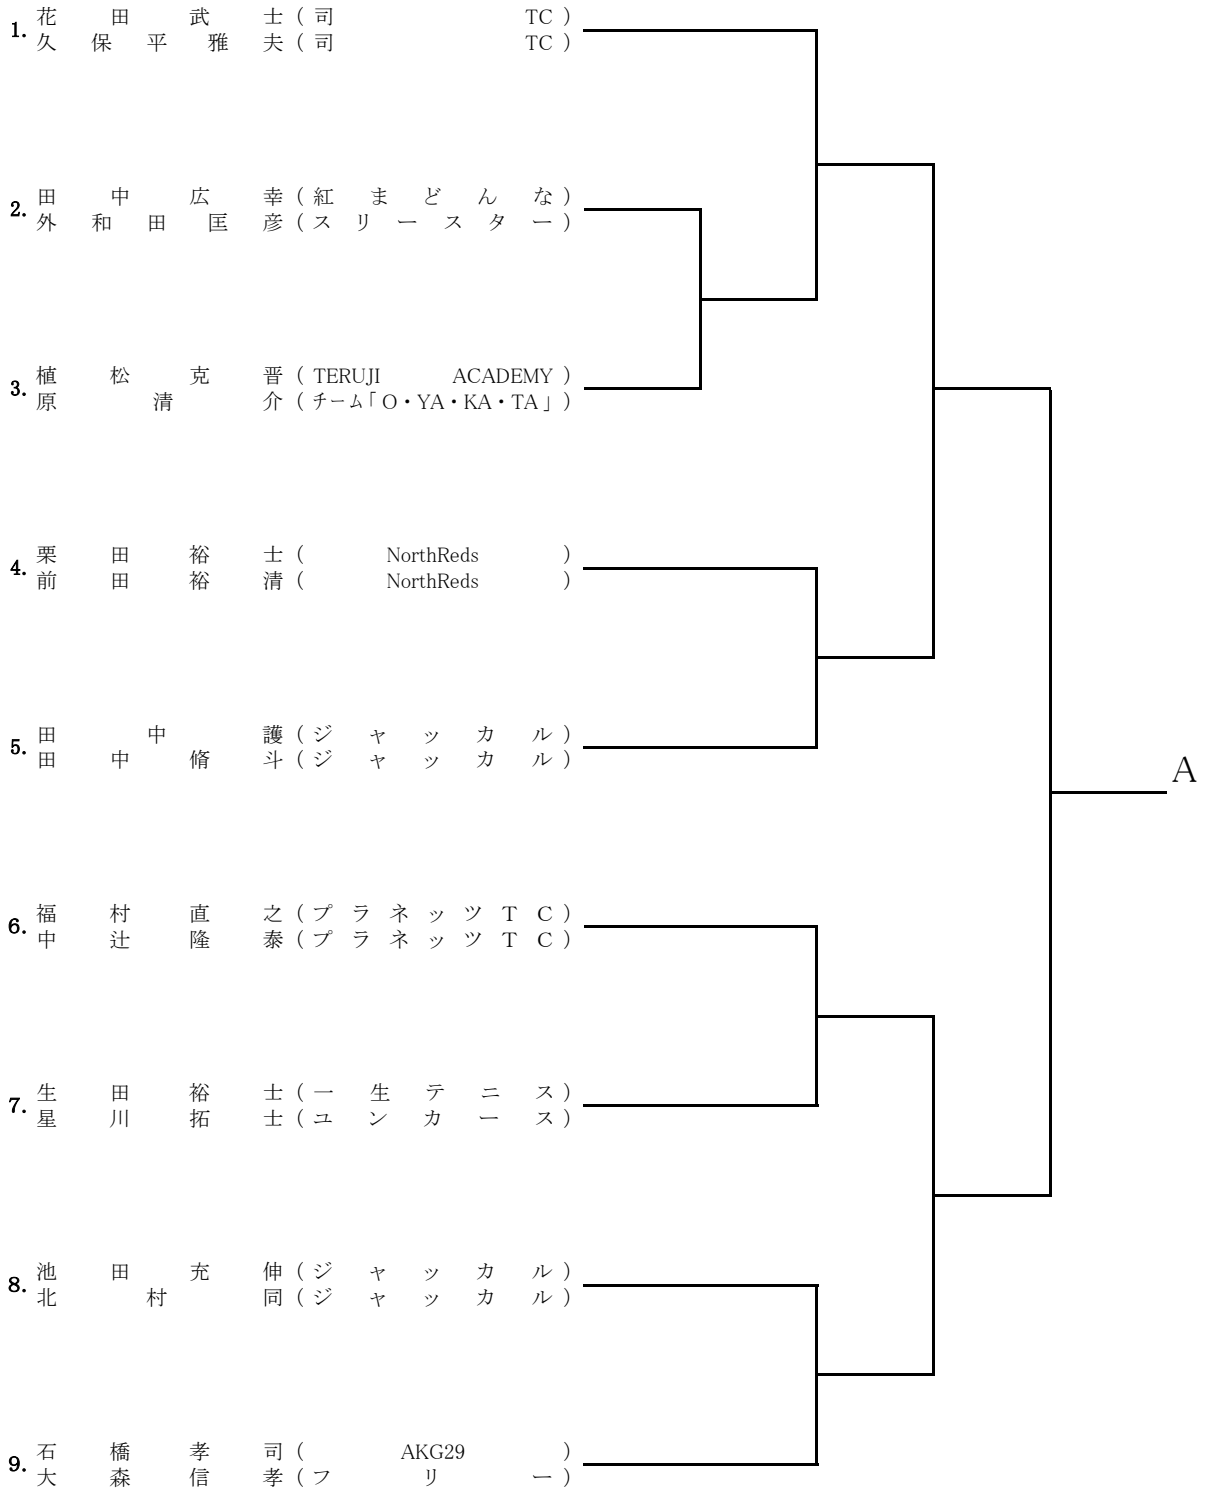 1. 花田武士(司TC)
久保平雅夫(司TC)
2. 田中広幸(紅まどんな)
外和田匡彦(スリースター)
3. 植松克晋(TERUJI ACADEMY)
原清介(チーム「O・YA・KA・TA」)
4. 栗田裕士(NorthReds)
前田裕清(NorthReds)
5. 田中護(ジャッカル)
田中脩斗(ジャッカル)
A
6. 福村直之(プラネッツTC)
中辻隆泰(プラネッツTC)
7. 生田裕士(一生テニス)
星川拓士(ユンカース)
8. 池田充伸(ジャッカル)
北村同(ジャッカル)
9. 石橋孝司(AKG29)
大森信孝(フリー)